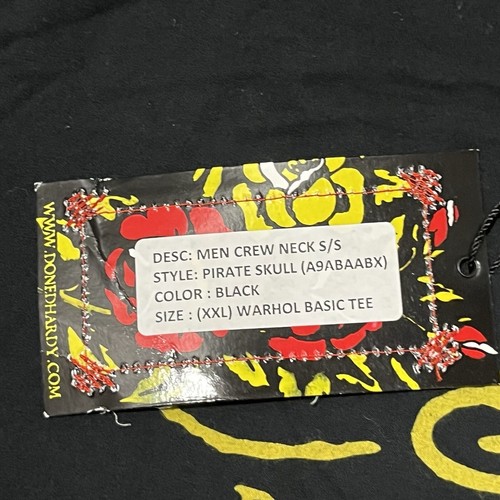 DESC: MEN CREW NECK S/S
STYLE: PIRATE SKULL (A9ABAABX)
COLOR : BLACK
SIZE : (XXL) WARHOL BASIC TEE
WWW.DONEDHARDY.COM